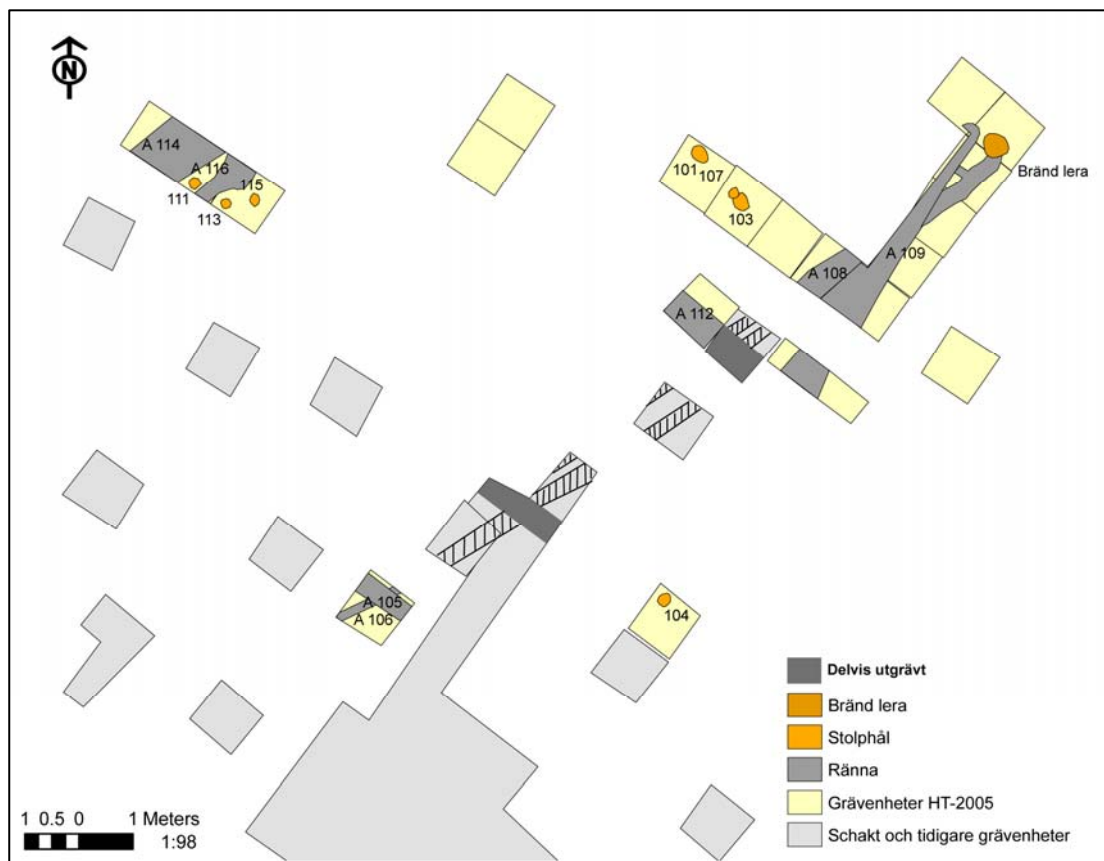 N
A 114
A 116
115
111
113
101
107
103
Bränd lera
A 109
A 108
A 112
A 105
A 106
104
Delvis utgrävt
Bränd lera
Stolphål
Ränna
Grävenheter HT-2005
Schakt och tidigare grävenheter
1 0.5 0 1 Meters
1:98